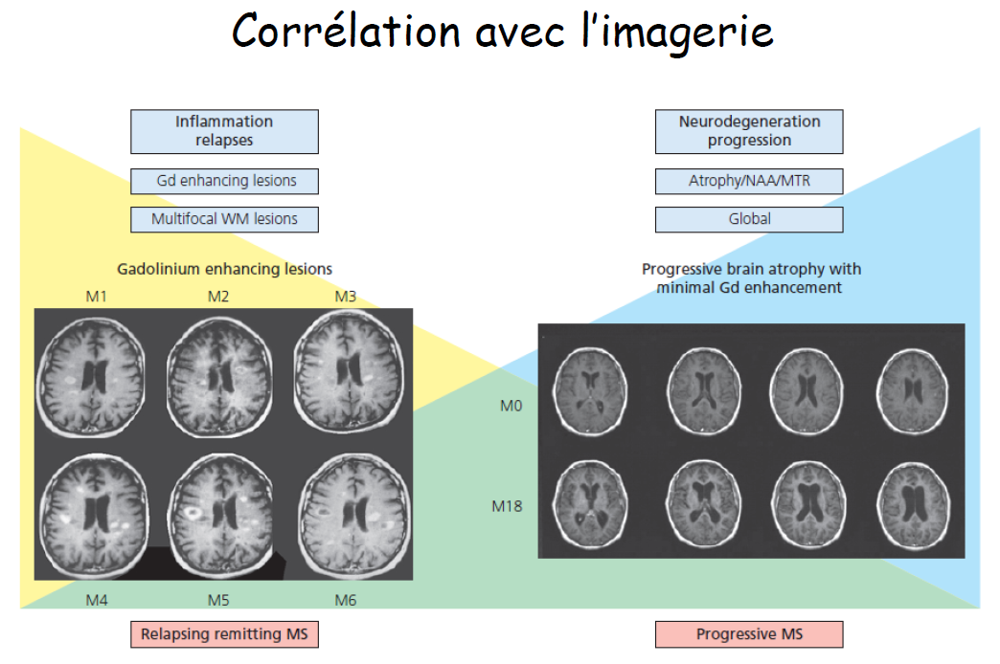 Corrélation avec l'imagerie
Inflammation
relapses
Gd enhancing lesions
Multifocal WM lesions
Gadolinium enhancing lesions
M1 M2 M3
M4 M5 M6
Relapsing remitting MS
Neurodegeneration
progression
Atrophy/NAA/MTR
Global
Progressive brain atrophy with
minimal Gd enhancement
M0
M18
Progressive MS